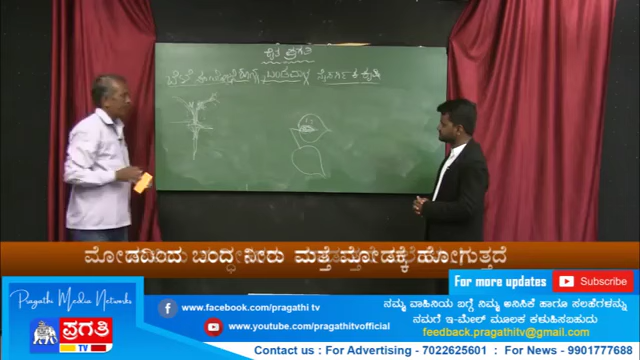 ರೈತ ಪ್ರಗತಿ
ಮೋಡದಿಂದ ಬಂದ್ಧ ನೀರು ಮತ್ತೆ ಮೋಡಕ್ಕೆ ಹೋಗುತ್ತದೆ
For more updates Subscribe
Pragathi Media Networks
ಪ್ರಗತಿ
TV
www.facebook.com/pragathi tv
www.youtube.com/pragathitvofficial
ನಮ್ಮ ವಾಹಿನಿಯ ಬಗ್ಗೆ ನಿಮ್ಮ ಅನಿಸಿಕೆ ಹಾಗೂ ಸಲಹೆಗಳನ್ನು
ನಮಗೆ ಇ-ಮೇಲ್ ಮೂಲಕ ಕಳುಹಿಸಬಹುದು
feedback.pragathitv@gmail.com
Contact us : For Advertising - 7022625601 : For News - 9901777688